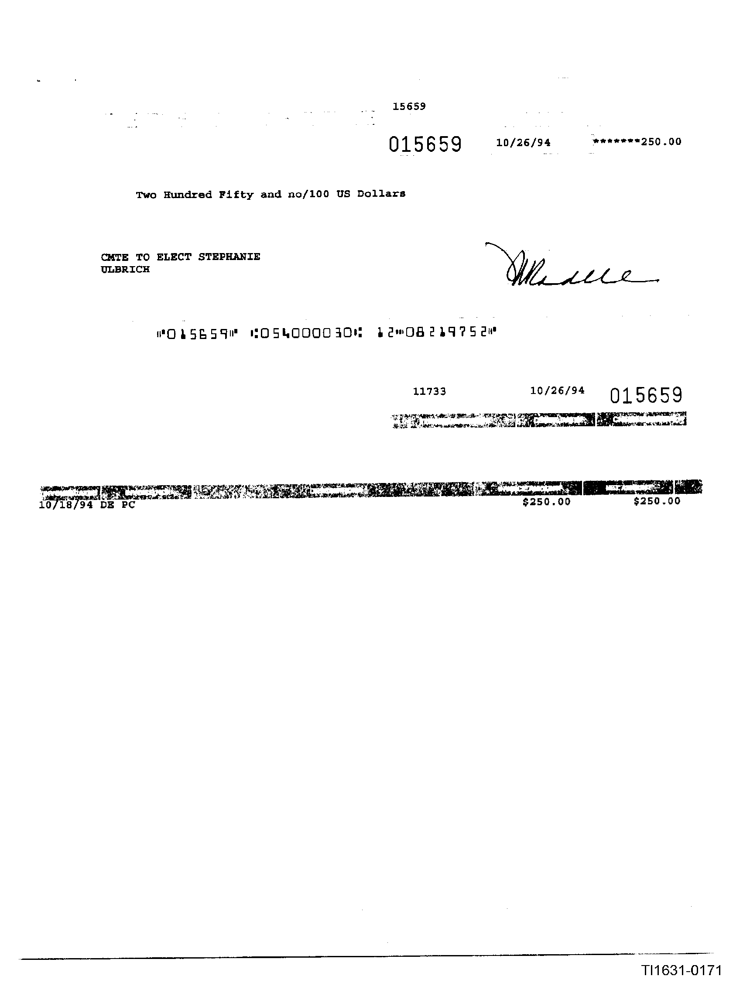 15659
015659 10/26/94 *******250.00
Two Hundred Fifty and no/100 US Dollars
CMTE TO ELECT STEPHANIE
ULBRICH
⑈015659⑈ ⑆054000030⑆ 12⑉08219752⑈
11733 10/26/94 015659
10/18/94 DE PC $250.00 $250.00
TI1631-0171